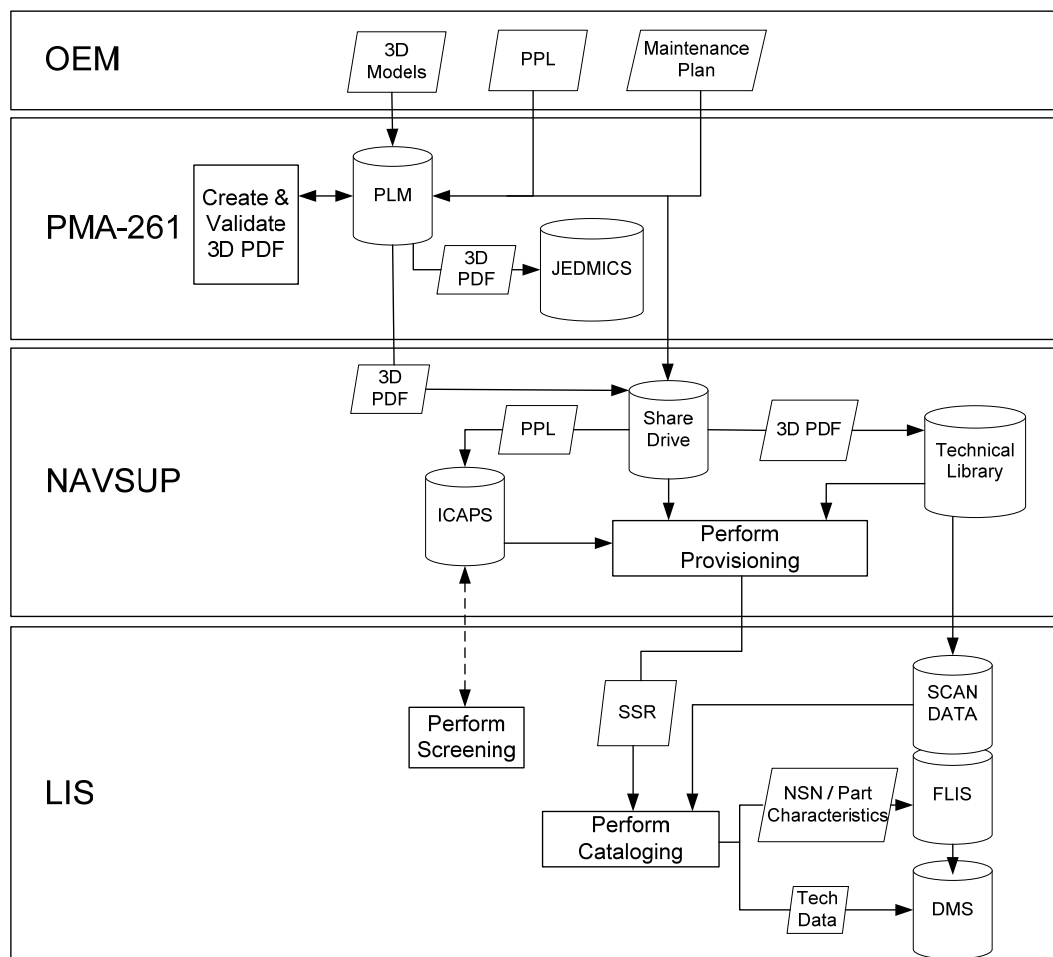 OEM
3D
Models
PPL
Maintenance
Plan
PMA-261
Create &
Validate
3D PDF
PLM
3D
PDF
JEDMICS
NAVSUP
3D
PDF
PPL
Share
Drive
3D PDF
Technical
Library
ICAPS
Perform
Provisioning
LIS
Perform
Screening
SSR
SCAN
DATA
Perform
Cataloging
NSN / Part
Characteristics
FLIS
Tech
Data
DMS